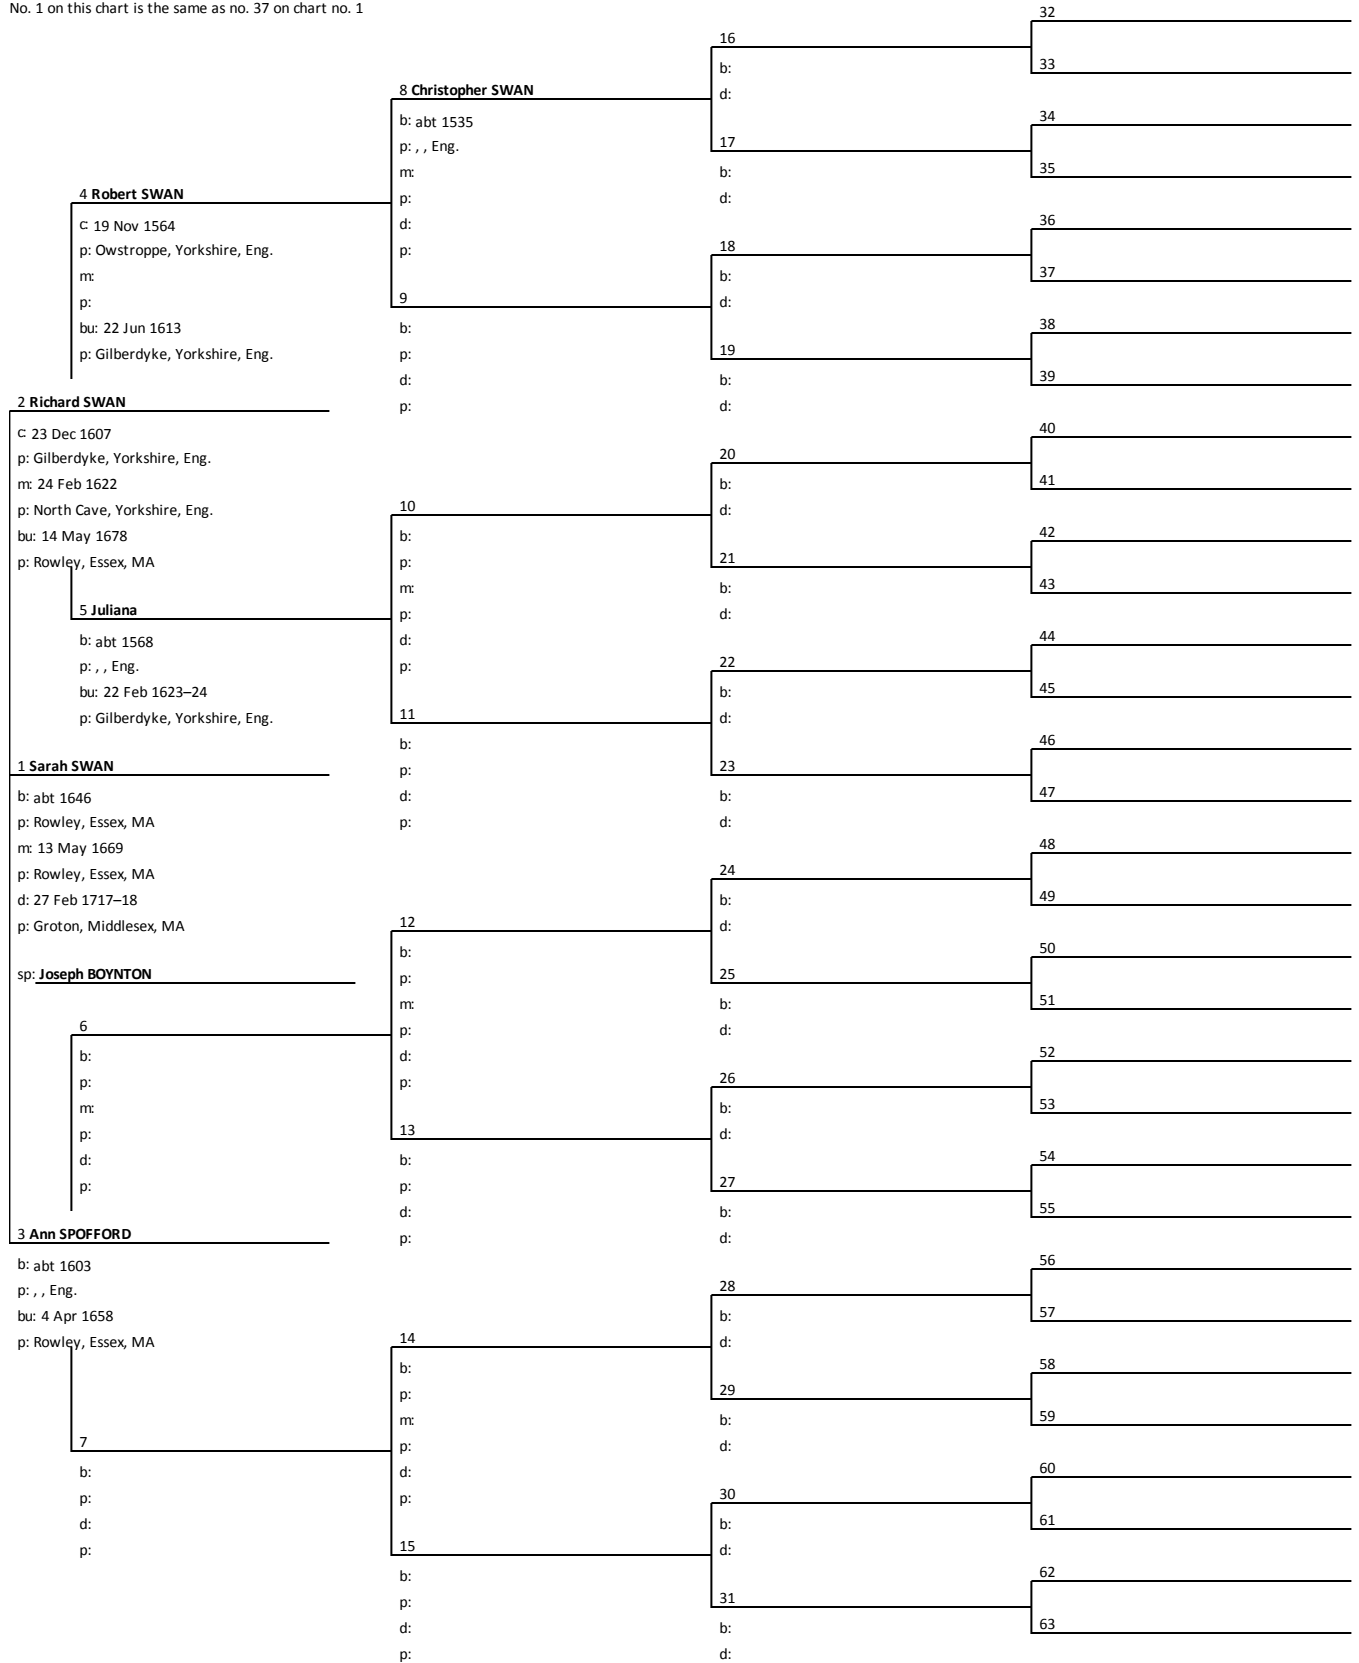 No. 1 on this chart is the same as no. 37 on chart no. 1
4 Robert SWAN
c: 19 Nov 1564
p: Owstroppe, Yorkshire, Eng.
m:
p:
bu: 22 Jun 1613
p: Gilberdyke, Yorkshire, Eng.
2 Richard SWAN
c: 23 Dec 1607
p: Gilberdyke, Yorkshire, Eng.
m: 24 Feb 1622
p: North Cave, Yorkshire, Eng.
bu: 14 May 1678
p: Rowley, Essex, MA
5 Juliana
b: abt 1568
p: , , Eng.
bu: 22 Feb 1623–24
p: Gilberdyke, Yorkshire, Eng.
1 Sarah SWAN
b: abt 1646
p: Rowley, Essex, MA
m: 13 May 1669
p: Rowley, Essex, MA
d: 27 Feb 1717–18
p: Groton, Middlesex, MA
sp: Joseph BOYNTON
6
b:
p:
m:
p:
d:
p:
3 Ann SPOFFORD
b: abt 1603
p: , , Eng.
bu: 4 Apr 1658
p: Rowley, Essex, MA
7
b:
p:
d:
p:
8 Christopher SWAN
b: abt 1535
p: , , Eng.
m:
p:
d:
p:
9
b:
p:
d:
p:
10
b:
p:
m:
p:
d:
p:
11
b:
p:
d:
p:
12
b:
p:
m:
p:
d:
p:
13
b:
p:
d:
p:
14
b:
p:
m:
p:
d:
p:
15
b:
p:
d:
p:
16
b:
d:
17
b:
d:
18
b:
d:
19
b:
d:
20
b:
d:
21
b:
d:
22
b:
d:
23
b:
d:
24
b:
d:
25
b:
d:
26
b:
d:
27
b:
d:
28
b:
d:
29
b:
d:
30
b:
d:
31
b:
d:
32
33
34
35
36
37
38
39
40
41
42
43
44
45
46
47
48
49
50
51
52
53
54
55
56
57
58
59
60
61
62
63